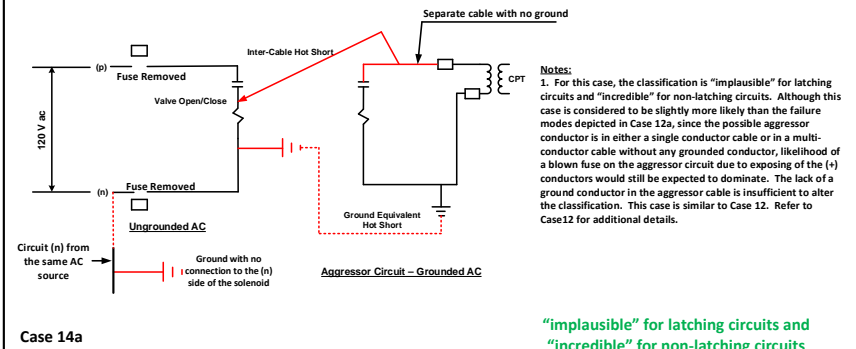 Separate cable with no ground
Inter-Cable Hot Short
(p)
Fuse Removed
CPT
Valve Open/Close
120 V ac
(n)
Fuse Removed
Ungrounded AC
Ground Equivalent
Hot Short
Circuit (n) from
the same AC
source
Ground with no
connection to the (n)
side of the solenoid
Aggressor Circuit – Grounded AC
Notes:
1. For this case, the classification is “implausible” for latching
circuits and “incredible” for non-latching circuits. Although this
case is considered to be slightly more likely than the failure
modes depicted in Case 12a, since the possible aggressor
conductor is in either a single conductor cable or in a multi-
conductor cable without any grounded conductor, likelihood of
a blown fuse on the aggressor circuit due to exposing of the (+)
conductors would still be expected to dominate. The lack of a
ground conductor in the aggressor cable is insufficient to alter
the classification. This case is similar to Case 12. Refer to
Case12 for additional details.
Case 14a
“implausible” for latching circuits and
“incredible” for non-latching circuits